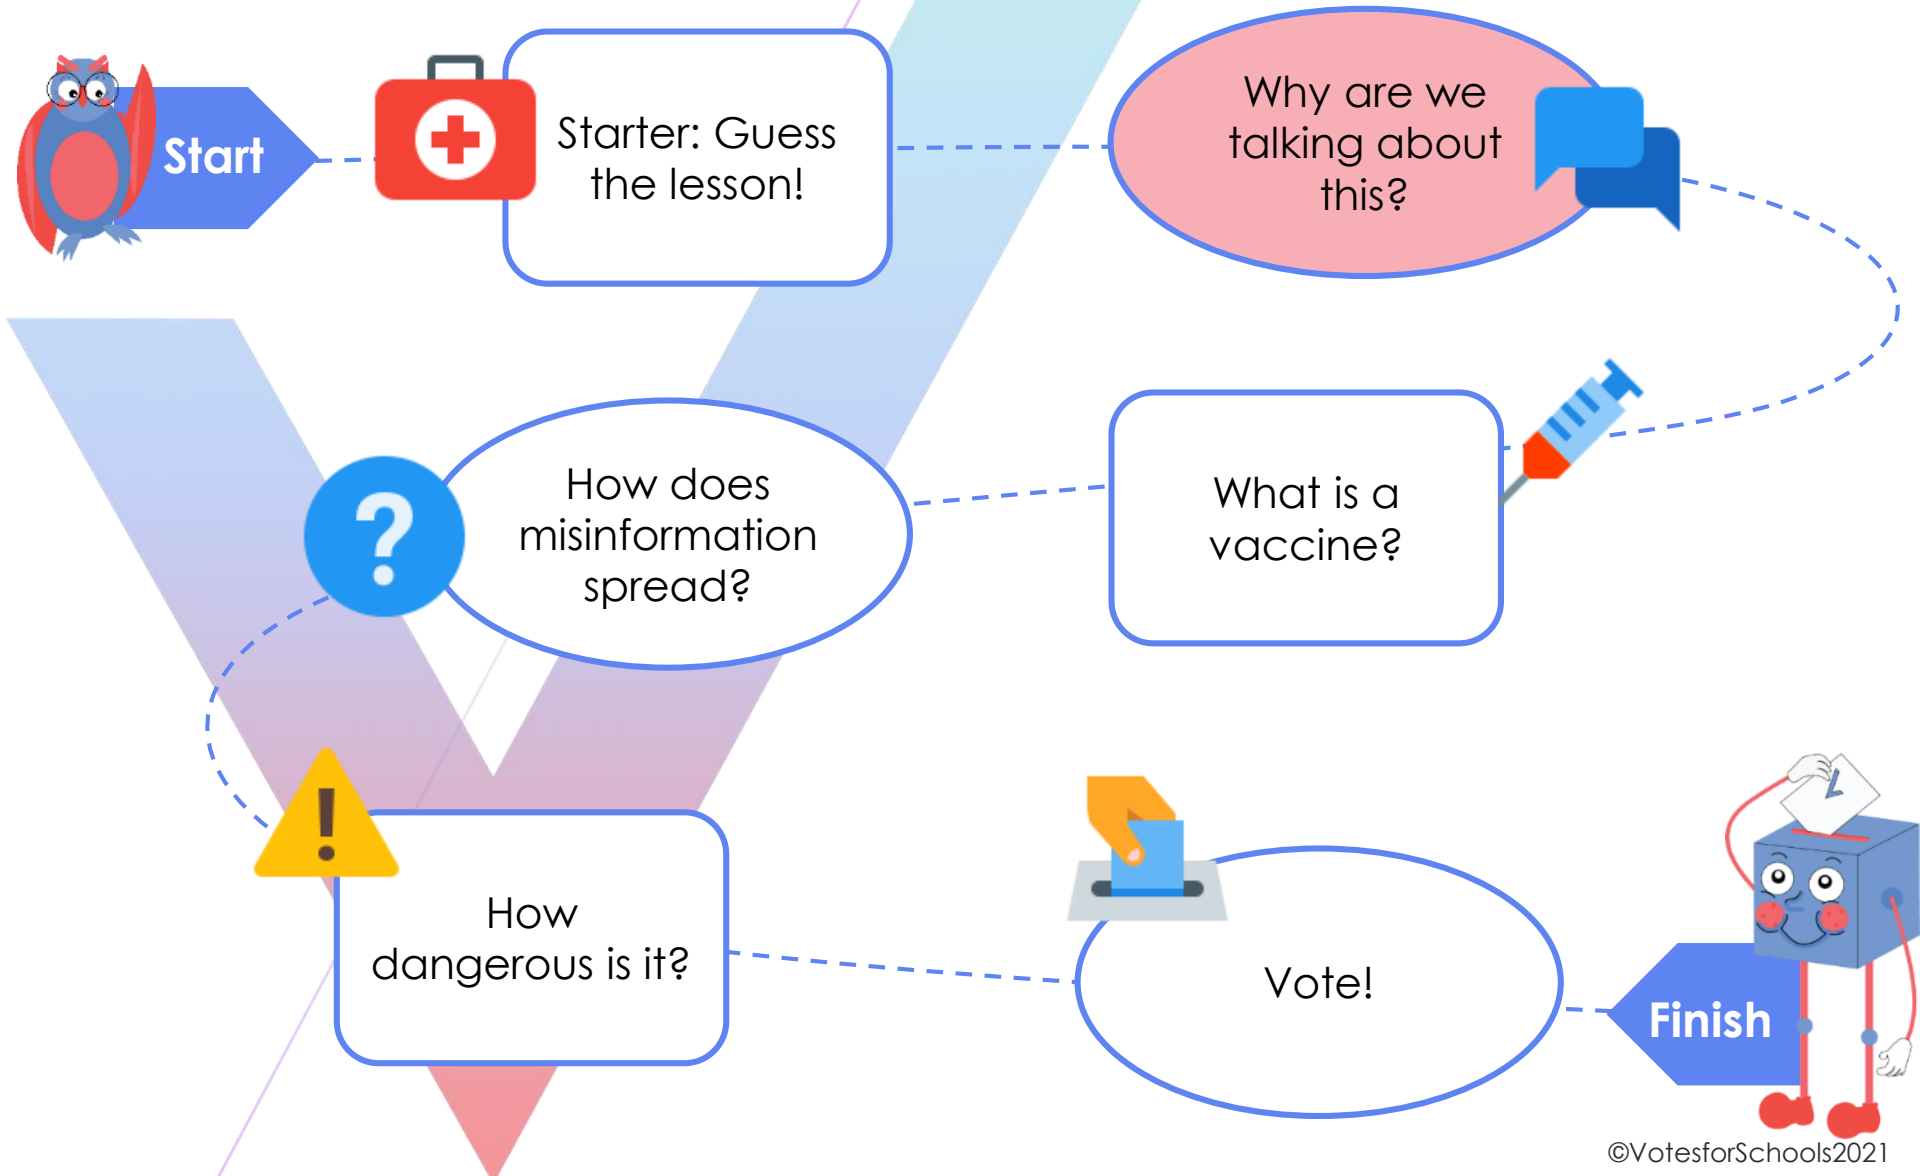 Start
Starter: Guess
the lesson!
Why are we
talking about
this?
What is a
vaccine?
How does
misinformation
spread?
?
!
How
dangerous is it?
Vote!
Finish
©VotesforSchools2021